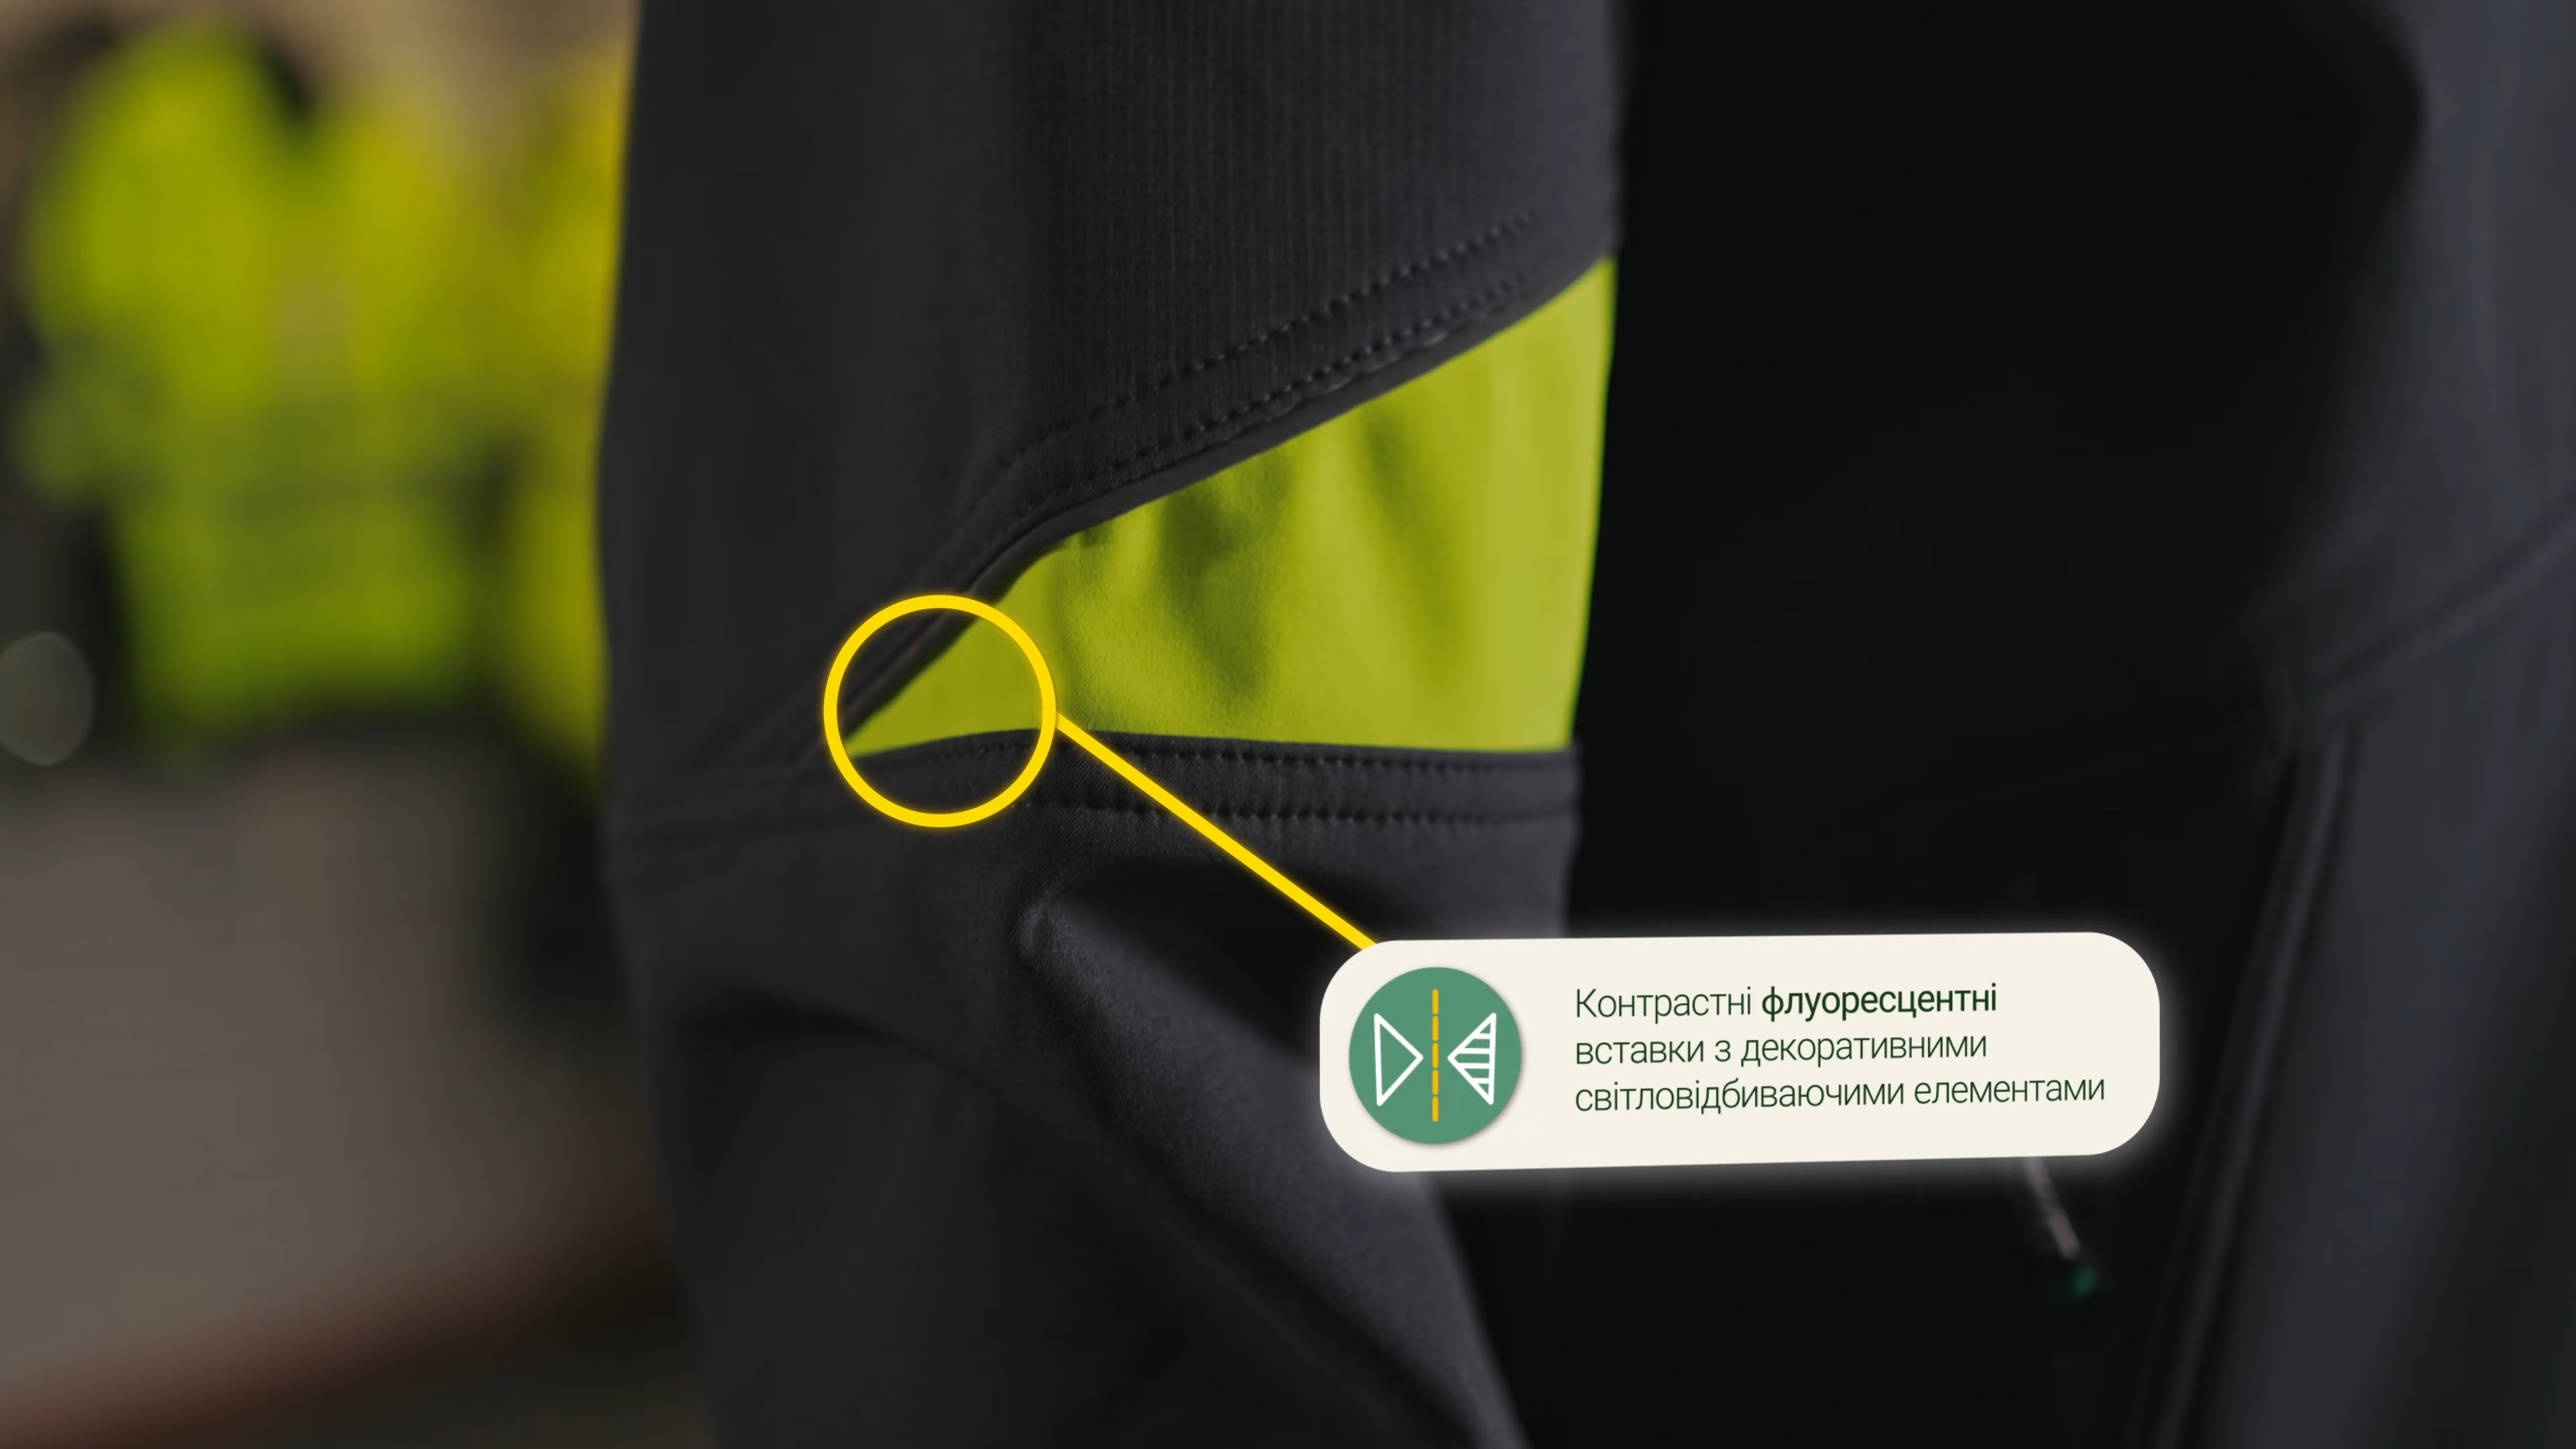 Контрастні флуоресцентні
вставки з декоративними
світловідбиваючими елементами